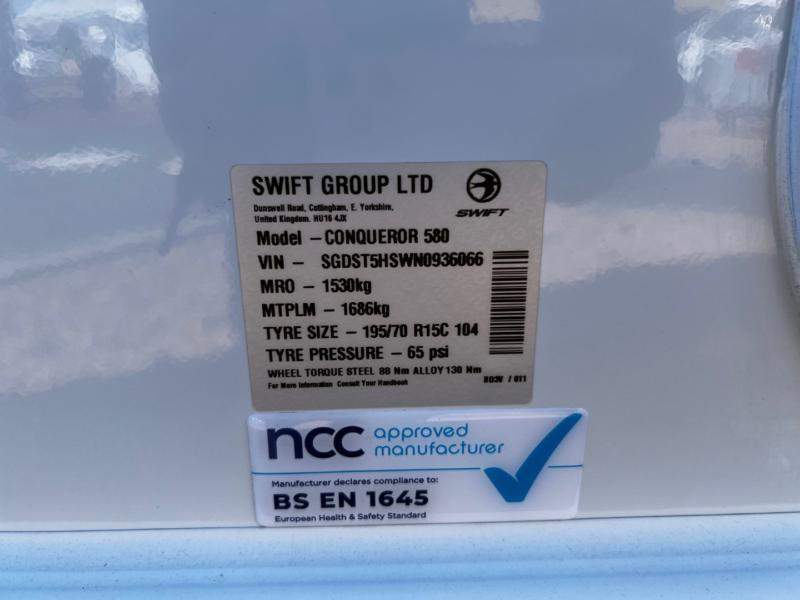 SWIFT GROUP LTD
SWIFT
Dunswell Road, Cottingham, E. Yorkshire,
United Kingdom. HU16 4JX
Model – CONQUEROR 580
VIN – SGDST5HSWN0936066
MRO – 1530kg
MTPLM – 1686kg
TYRE SIZE – 195/70 R15C 104
TYRE PRESSURE – 65 psi
WHEEL TORQUE STEEL 88 Nm ALLOY 130 Nm
For More Information Consult Your Handbook
/ 011
ncc approved
manufacturer
Manufacturer declares compliance to:
BS EN 1645
European Health & Safety Standard